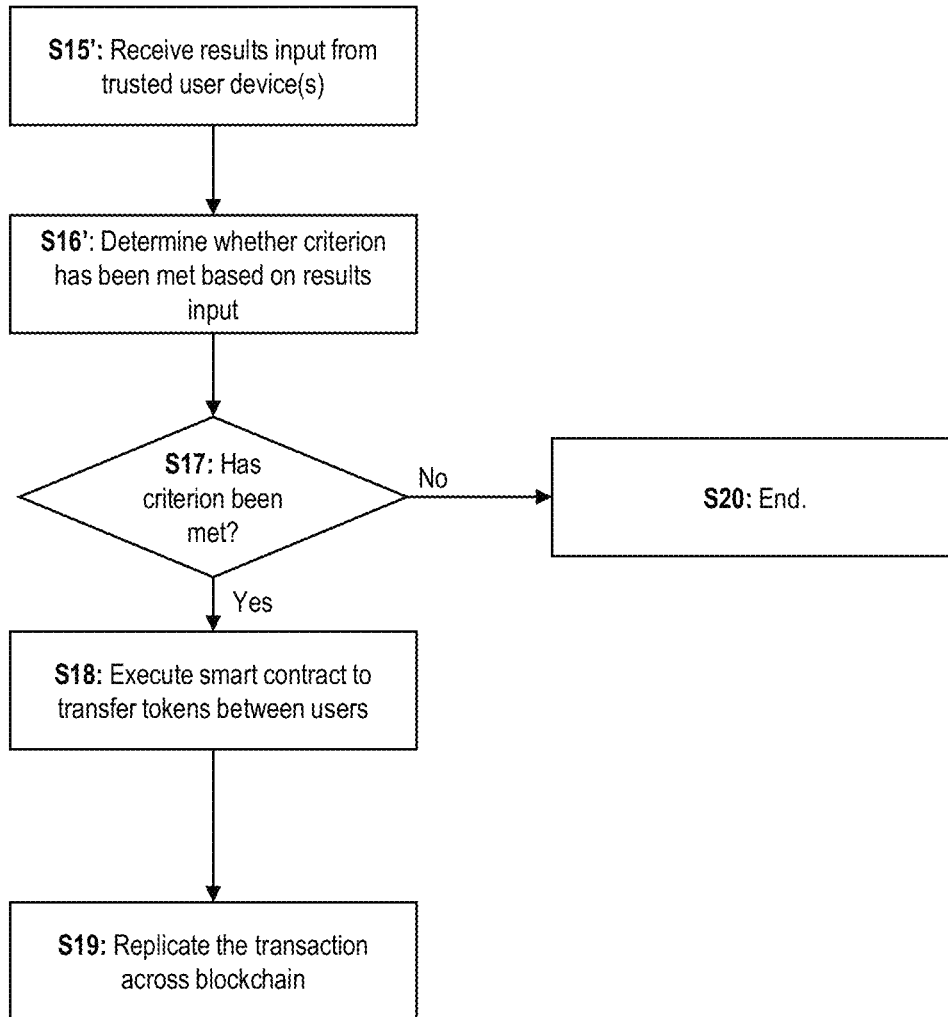 S15’: Receive results input from
trusted user device(s)
S16’: Determine whether criterion
has been met based on results
input
S17: Has
criterion been
met?
No
S20: End.
Yes
S18: Execute smart contract to
transfer tokens between users
S19: Replicate the transaction
across blockchain